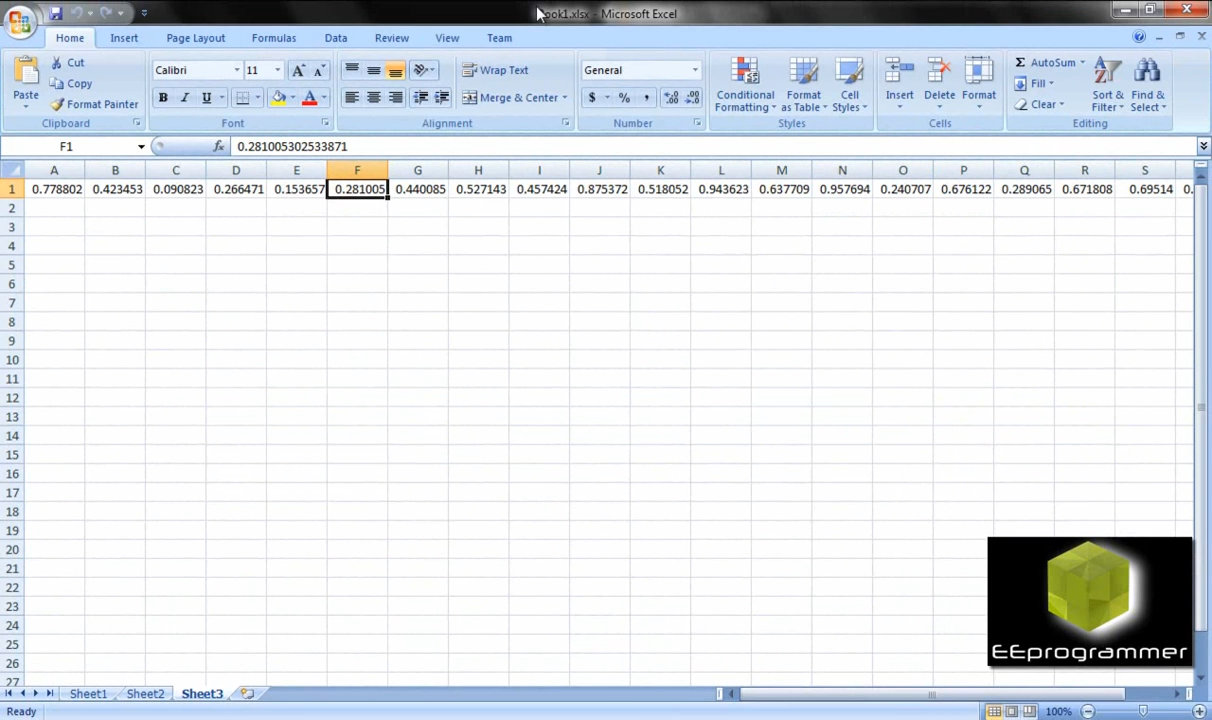 Book1.xlsx - Microsoft Excel
Home Insert Page Layout Formulas Data Review View Team
Paste Cut Copy Format Painter
Calibri 11 B I U
Wrap Text Merge & Center
General $ % ,
Conditional Formatting Format as Table Cell Styles
Insert Delete Format
Σ AutoSum Fill Clear Sort & Filter Find & Select
Clipboard Font Alignment Number Styles Cells Editing
F1 fx 0.281005302533871
A B C D E F G H I J K L M N O P Q R S
1 0.778802 0.423453 0.090823 0.266471 0.153657 0.281005 0.440085 0.527143 0.457424 0.875372 0.518052 0.943623 0.637709 0.957694 0.240707 0.676122 0.289065 0.671808 0.69514 0.
2
3
4
5
6
7
8
9
10
11
12
13
14
15
16
17
18
19
20
21
22
23
24
25
26
27
EEprogrammer
Sheet1 Sheet2 Sheet3
Ready 100%